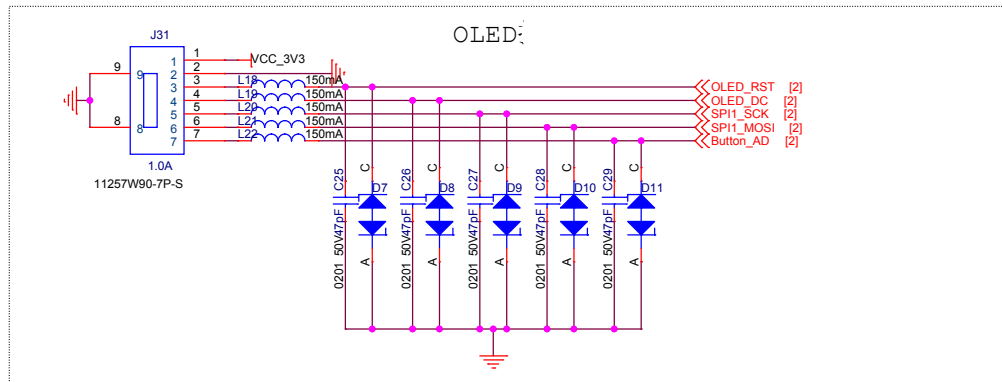 OLED
J31
1 VCC_3V3
9 9 2 2
3 3 L18 150mA OLED_RST [2]
4 4 L19 150mA OLED_DC [2]
5 5 L20 150mA SPI1_SCK [2]
8 8 6 6 L21 150mA SPI1_MOSI [2]
7 7 L22 150mA Button_AD [2]
1 1.0A
11257W90-7P-S
C C C C C
C25 D7 C26 D8 C27 D9 C28 D10 C29 D11
0201 50V47pF 0201 50V47pF 0201 50V47pF 0201 50V47pF 0201 50V47pF
A A A A A